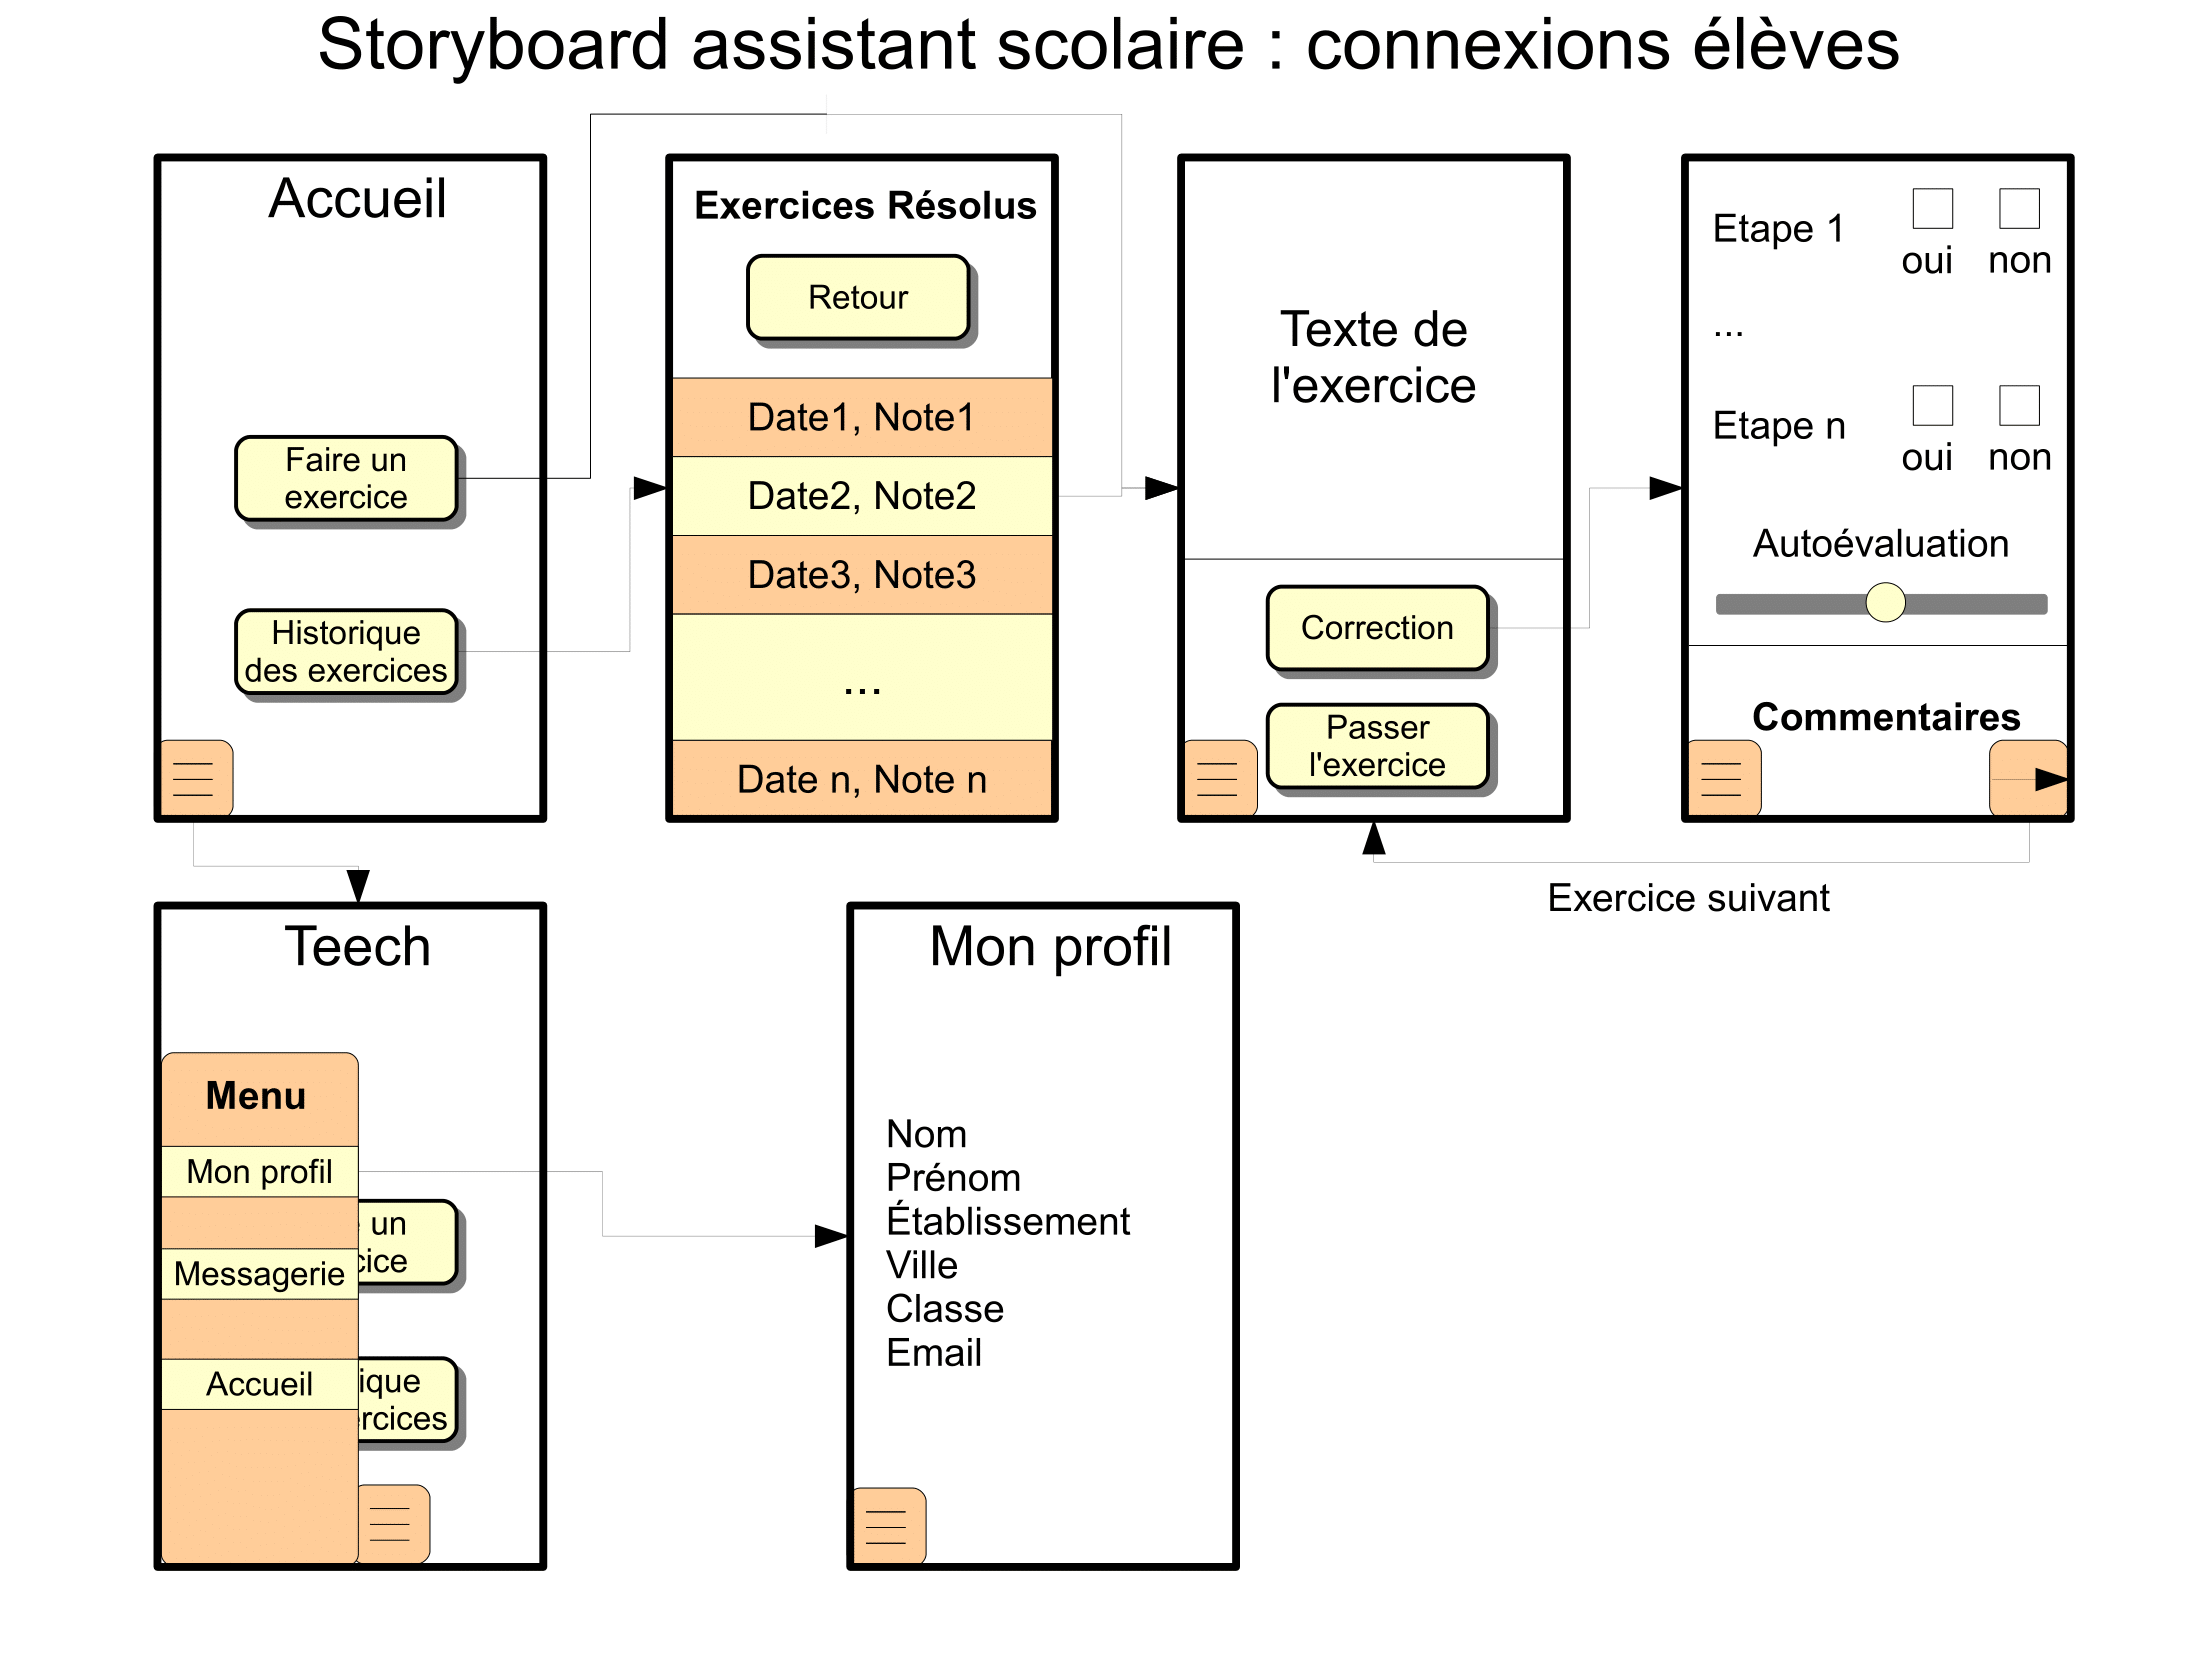 Storyboard assistant scolaire : connexions élèves
Accueil
Faire un
exercice
Historique
des exercices
Exercices Résolus
Retour
Date1, Note1
Date2, Note2
Date3, Note3
...
Date n, Note n
Texte de
l'exercice
Correction
Passer
l'exercice
Etape 1
oui
non
...
Etape n
oui
non
Autoévaluation
Commentaires
Exercice suivant
Teech
Menu
Mon profil
un
cice
Messagerie
Accueil
ique
ercices
Mon profil
Nom
Prénom
Établissement
Ville
Classe
Email